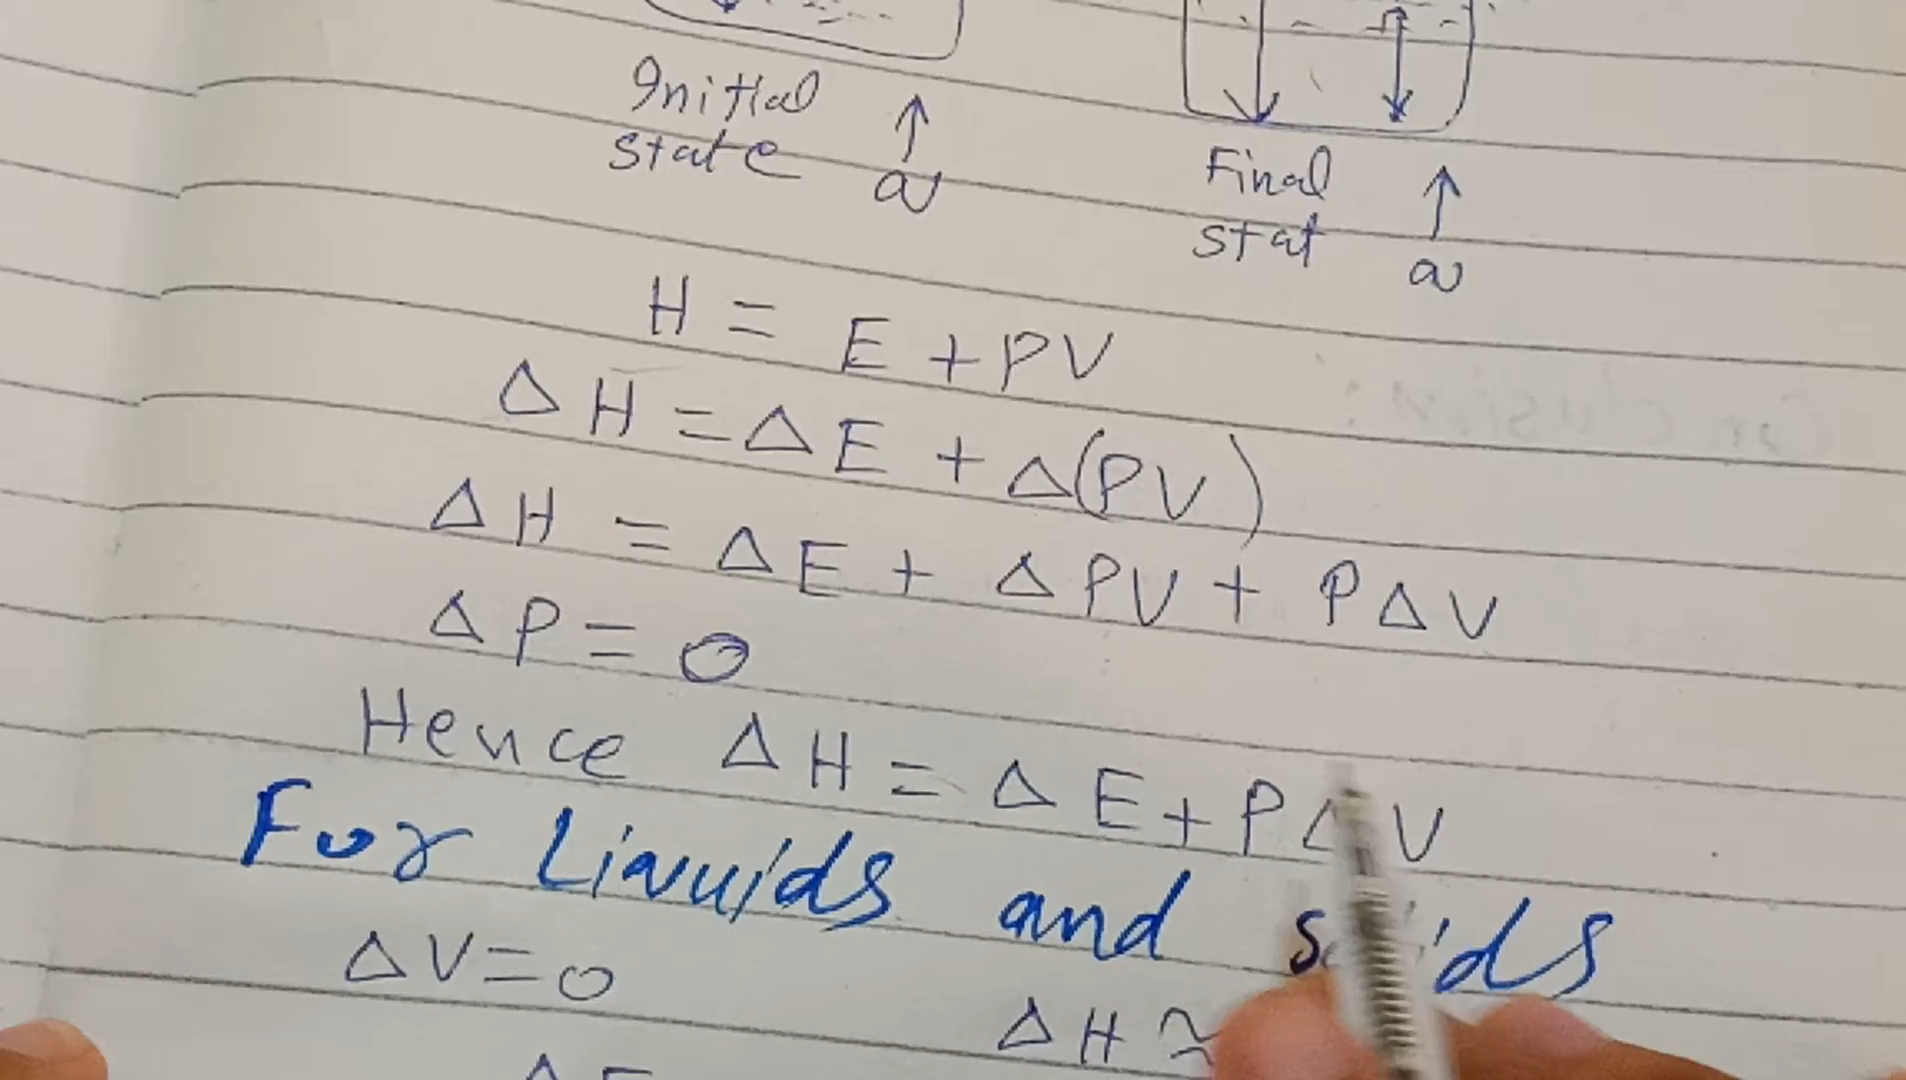 Initial
state
↑
q
Final
stat
↑
q
H = E + PV
ΔH = ΔE + Δ(PV)
ΔH = ΔE + ΔPV + PΔV
ΔP = 0
Hence ΔH = ΔE + PΔV
For Liquids and solids
ΔV = 0
ΔH ≅
ΔE